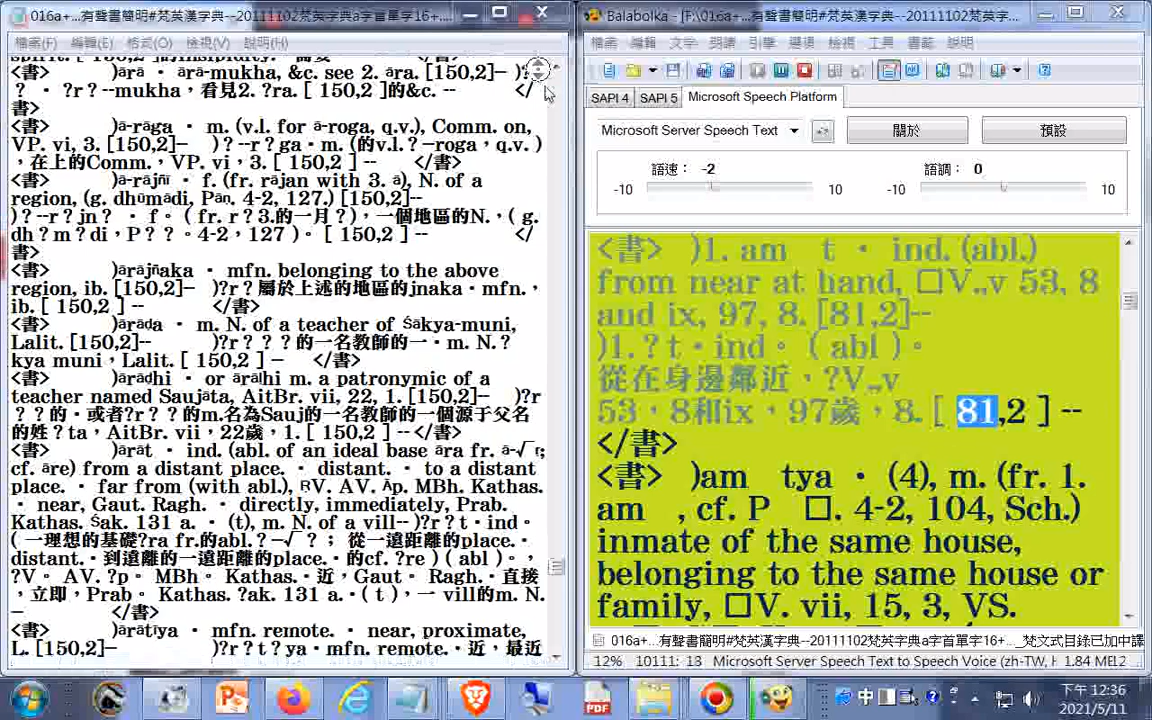 016a+...有聲書簡明#梵英漢字典--20111102梵英字典a字首單字16+...
檔案(F) 編輯(E) 格式(O) 檢視(V) 說明(H)
<書> )ārā • ārā-mukha, &c. see 2. āra. [150,2]-- )?
? • ?r?--mukha，看見2. ?ra. [ 150,2 ]的&c. -- </
書>
<書> )ā-rāga • m. (v.l. for ā-roga, q.v.), Comm. on,
VP. vi, 3. [150,2]-- )?--r?ga • m. (的v.l.?-roga，q.v. )
，在上的Comm.，VP. vi，3. [ 150,2 ] -- </書>
<書> )ā-rājñī • f. (fr. rājan with 3. ā), N. of a
region, (g. dhūmādi, Pāṇ. 4-2, 127.) [150,2]--
)?--r?jn? • f。( fr. r?3.的一月?)，一個地區的N.，( g.
dh?m?di，P??。4-2，127 )。[ 150,2 ] -- </
書>
<書> )ārājñaka • mfn. belonging to the above
region, ib. [150,2]-- )?r?屬於上述的地區的jnaka • mfn.，
ib. [ 150,2 ] -- </書>
<書> )ārāḍa • m. N. of a teacher of Śākya-muni,
Lalit. [150,2]-- )?r???的一名教師的一 • m. N.?
kya muni，Lalit. [ 150,2 ] -- </書>
<書> )ārāḍhi • or ārāḷhi m. a patronymic of a
teacher named Saujāta, AitBr. vii, 22, 1. [150,2]-- )?r
??的 • 或者?r??的m.名為Sauj的一名教師的一個源于父名
的姓?ta，AitBr. vii，22歲，1. [ 150,2 ] --</書>
<書> )ārāt • ind. (abl. of an ideal base āra fr. ā-√ṛ;
cf. āre) from a distant place. • distant. • to a distant
place. • far from (with abl.), ṚV. AV. Āp. MBh. Kathas.
• near, Gaut. Ragh. • directly, immediately, Prab.
Kathas. Śak. 131 a. • (t), m. N. of a vill-- )?r?t • ind。
( 一理想的基礎?ra fr.的abl.?-√?；從一遠距離的place. •
distant. • 到遠離的一遠距離的place. • 的cf. ?re ) ( abl )。，
?V。AV. ?p。MBh。Kathas. • 近，Gaut。Ragh. • 直接
，立即，Prab。Kathas. ?ak. 131 a. • ( t )，一 vill的m. N.
-- </書>
<書> )ārātīya • mfn. remote. • near, proximate,
L. [150,2]-- )?r?t?ya • mfn. remote. • 近，最近
Balabolka - [F:\016a+...有聲書簡明#梵英漢字典--20111102梵英字...
檔案 編輯 文字 朗讀 引擎 選項 檢視 工具 書籤 說明
SAPI 4 SAPI 5 Microsoft Speech Platform
Microsoft Server Speech Text 關於 預設
語速： -2 語調： 0
-10 10 -10 10
<書> )1. am t • ind. (abl.)
from near at hand, □V„v 53, 8
and ix, 97, 8. [81,2]--
)1. ? t • ind。( abl )。
從在身邊鄰近，?V„v
53，8和ix，97歲，8. [ 81,2 ] --
</書>
<書> )am tya • (4), m. (fr. 1.
am , cf. P □. 4-2, 104, Sch.)
inmate of the same house,
belonging to the same house or
family, □V. vii, 15, 3, VS.
016a+...有聲書簡明#梵英漢字典--20111102梵英字典a字首單字16+..._梵文式目錄已加中譯
12% 10111: 13 Microsoft Server Speech Text to Speech Voice (zh-TW, H 1.84 MB
PDF
中
下午 12:36
2021/5/11